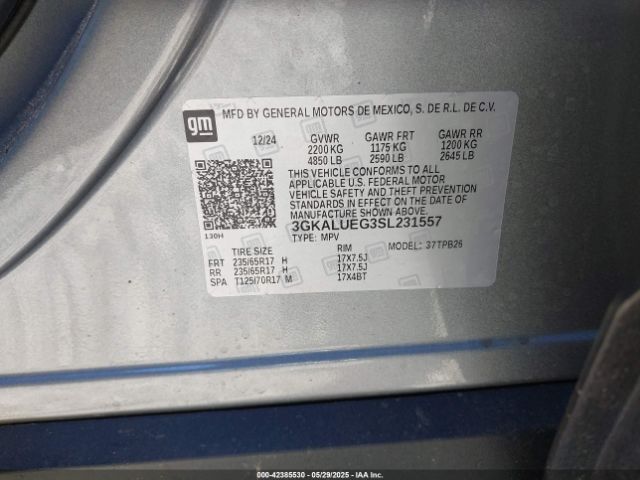 gm
MFD BY GENERAL MOTORS DE MEXICO, S. DE R.L. DE C.V.
12/24 GVWR GAWR FRT GAWR RR
2200 KG 1175 KG 1200 KG
4850 LB 2590 LB 2645 LB
THIS VEHICLE CONFORMS TO ALL
APPLICABLE U.S. FEDERAL MOTOR
VEHICLE SAFETY AND THEFT PREVENTION
STANDARDS IN EFFECT ON THE DATE OF
MANUFACTURE SHOWN ABOVE.
130H
3GKALUEG3SL231557
TYPE: MPV MODEL: 37TPB26
TIRE SIZE RIM
FRT 235/65R17 H 17X7.5J
RR 235/65R17 H 17X7.5J
SPA T125/70R17 M 17X4BT
000-42385530 - 05/29/2025 - IAAI.COM